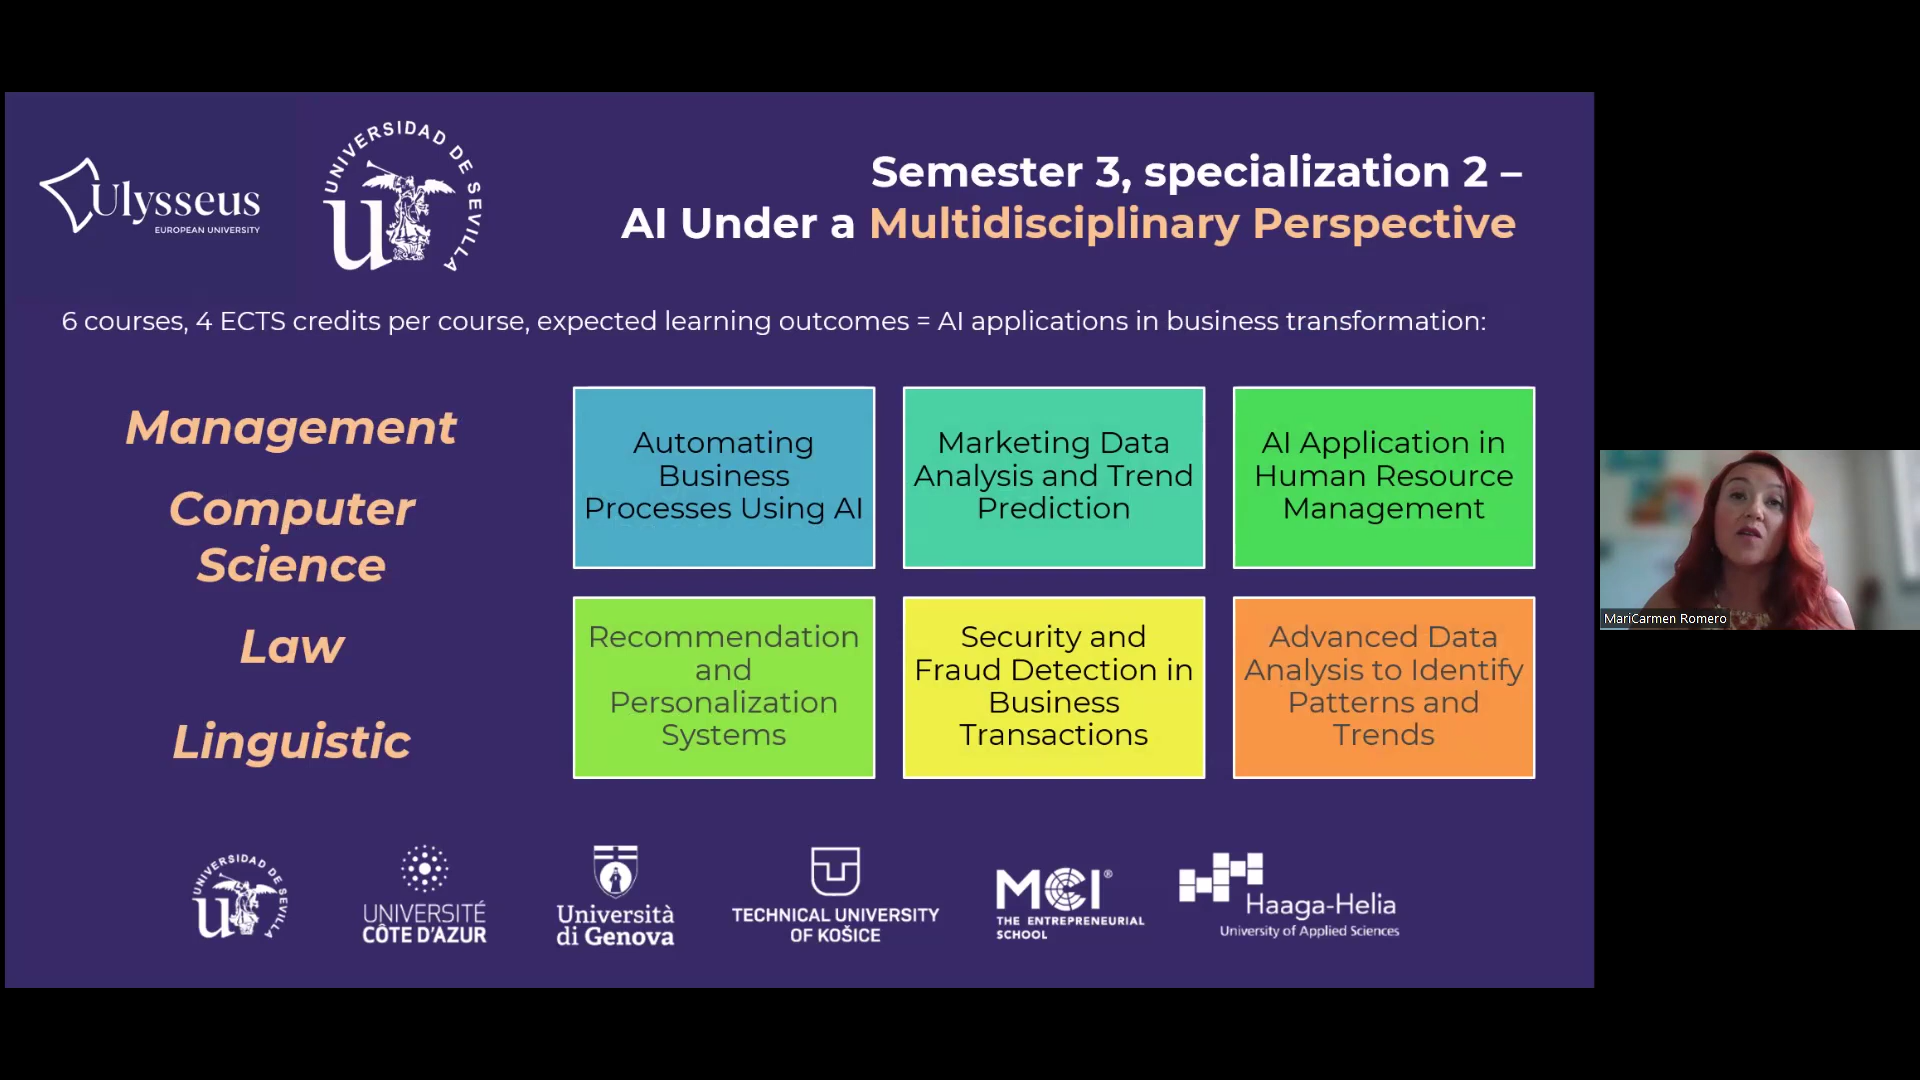 Ulysseus
EUROPEAN UNIVERSITY
UNIVERSIDAD DE SEVILLA
u
Semester 3, specialization 2 –
AI Under a Multidisciplinary Perspective
6 courses, 4 ECTS credits per course, expected learning outcomes = AI applications in business transformation:
Management
Computer
Science
Law
Linguistic
Automating
Business
Processes Using AI
Marketing Data
Analysis and Trend
Prediction
AI Application in
Human Resource
Management
Recommendation
and
Personalization
Systems
Security and
Fraud Detection in
Business
Transactions
Advanced Data
Analysis to Identify
Patterns and
Trends
MariCarmen Romero
UNIVERSIDAD DE SEVILLA
u
UNIVERSITÉ
CÔTE D'AZUR
Università
di Genova
TECHNICAL UNIVERSITY
OF KOŠICE
MCI®
THE ENTREPRENEURIAL
SCHOOL
Haaga-Helia
University of Applied Sciences